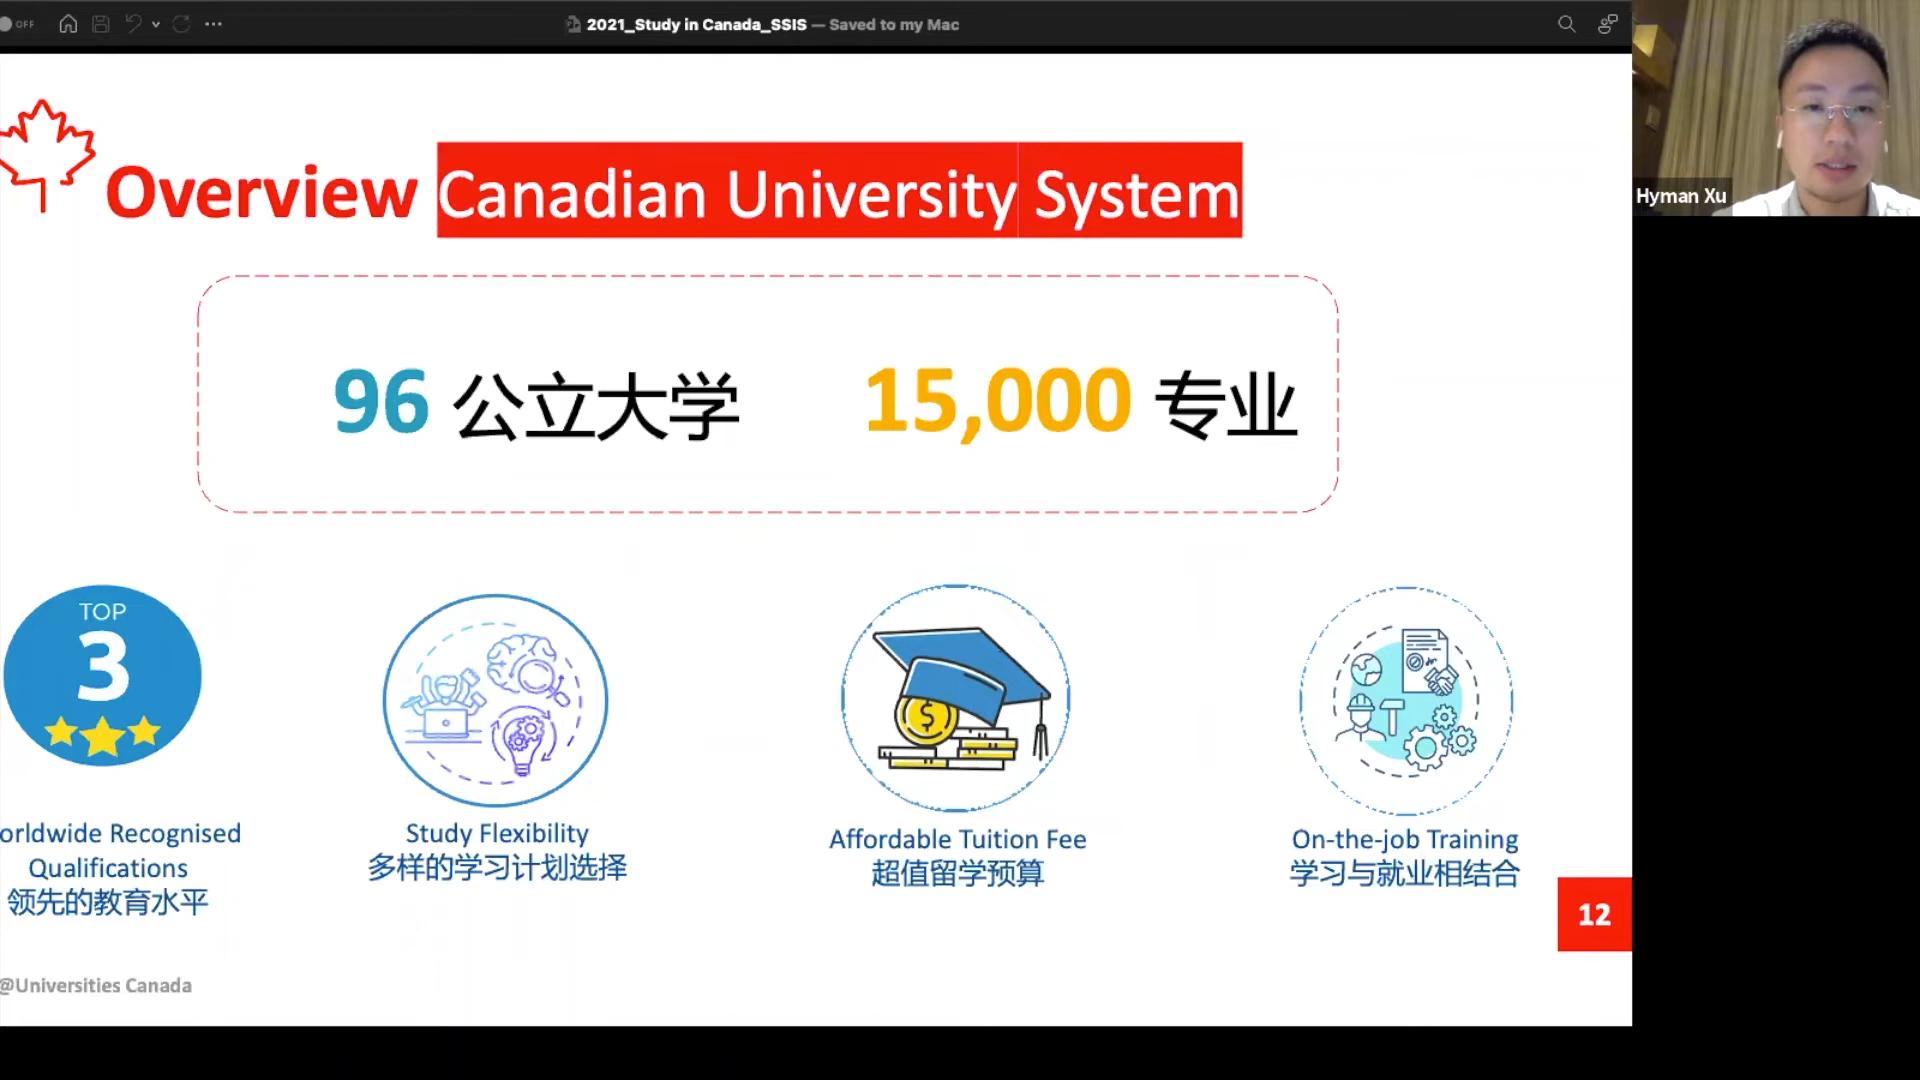 OFF
2021_Study in Canada_SSIS — Saved to my Mac
Hyman Xu
Overview Canadian University System
96 公立大学 15,000 专业
TOP
3
orldwide Recognised
Qualifications
领先的教育水平
Study Flexibility
多样的学习计划选择
Affordable Tuition Fee
超值留学预算
On-the-job Training
学习与就业相结合
12
@Universities Canada